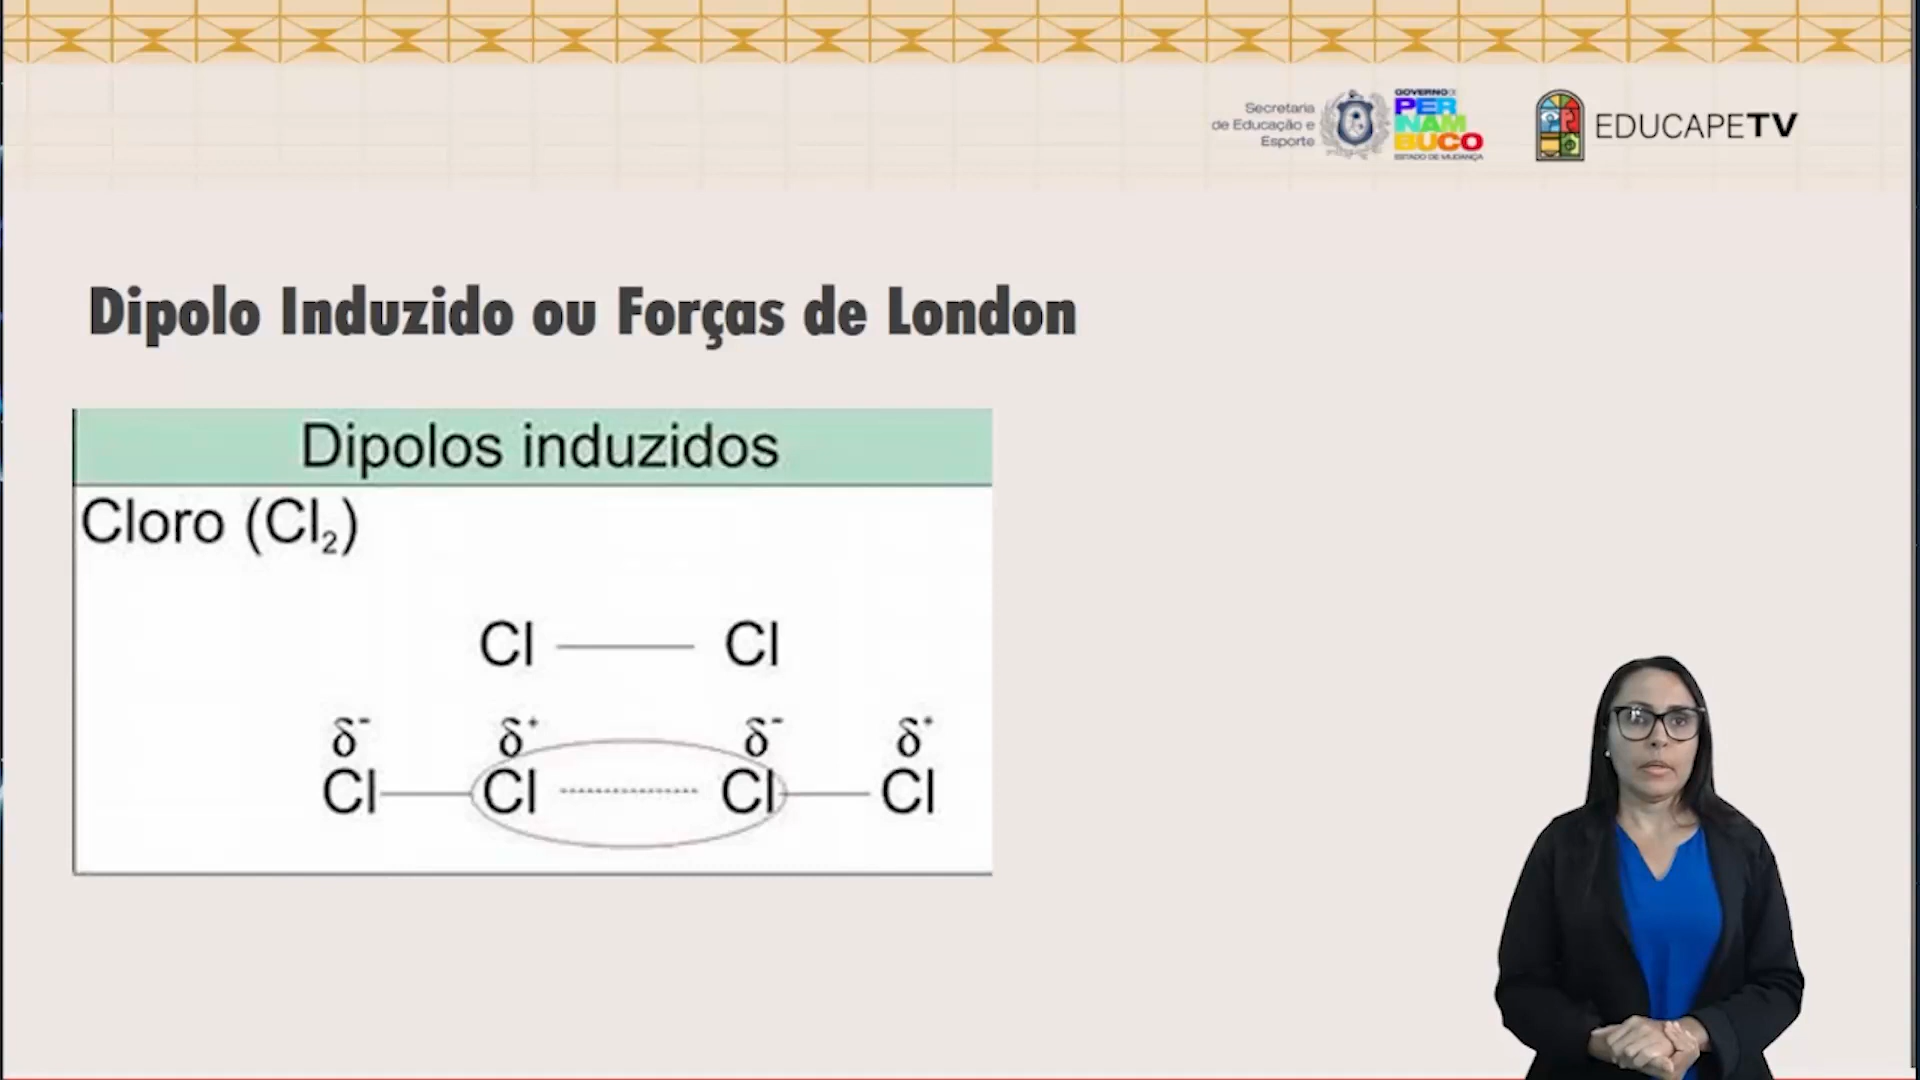 Secretaria
de Educação e
Esporte
GOVERNO DE
PER
NAM
BUCO
ESTADO DE MUDANÇA
EDUCAPETV
Dipolo Induzido ou Forças de London
Dipolos induzidos
Cloro (Cl₂)
Cl Cl
δ⁻ δ⁺ δ⁻ δ⁺
Cl Cl Cl Cl